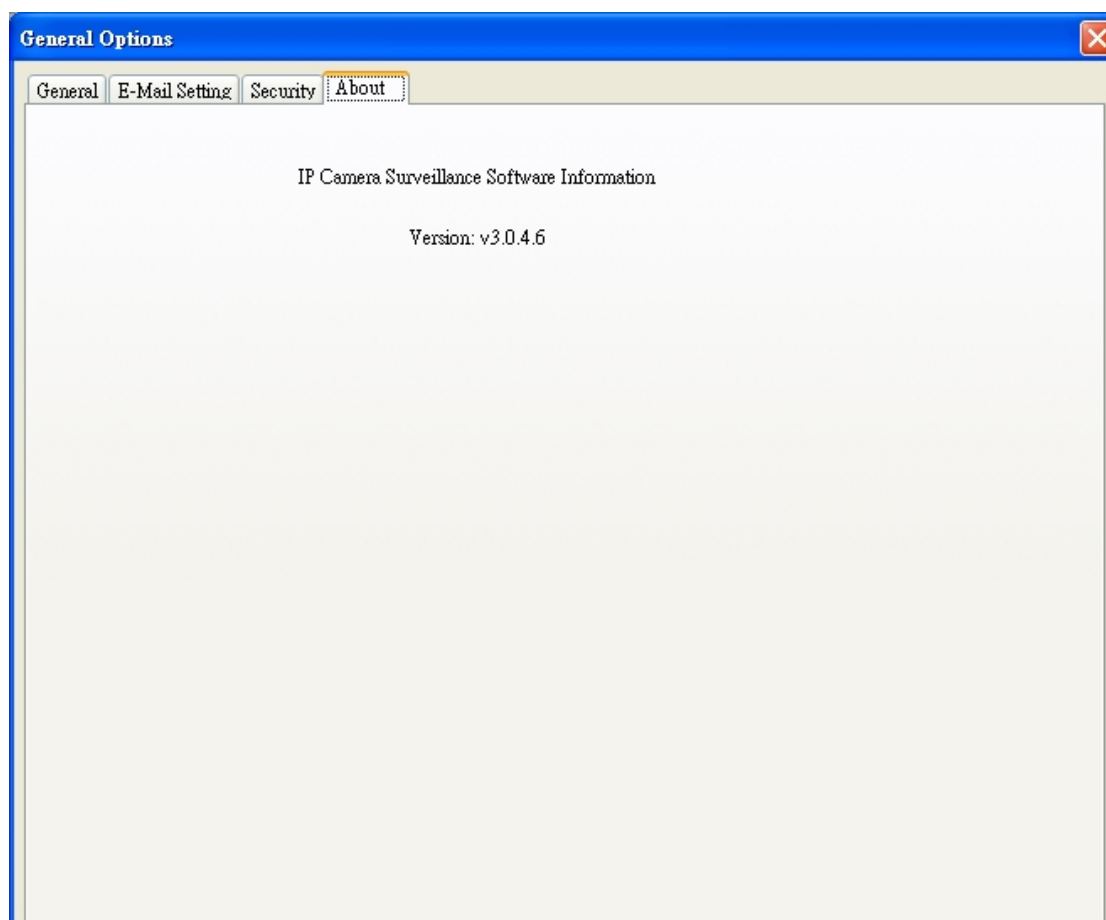 General Options
General E-Mail Setting Security About
IP Camera Surveillance Software Information
Version: v3.0.4.6